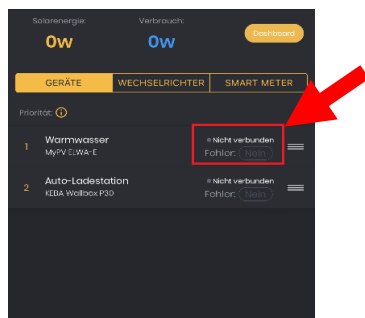 Solarenergie: Verbrauch:
0w 0w Dashboard
GERÄTE WECHSELRICHTER SMART METER
Priorität:
1 Warmwasser Nicht verbunden
MyPV ELWA-E Fehler: Nein
2 Auto-Ladestation Nicht verbunden
KEBA Wallbox P30 Fehler: Nein